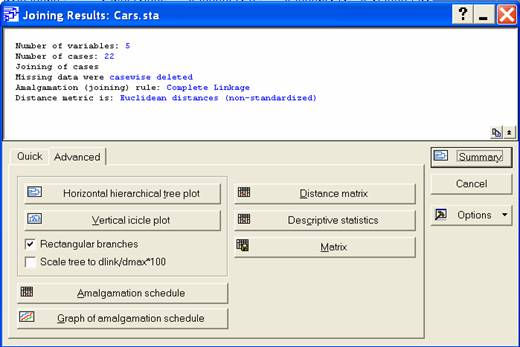 Joining Results: Cars.sta
Number of variables: 5
Number of cases: 22
Joining of cases
Missing data were casewise deleted
Amalgamation (joining) rule: Complete Linkage
Distance metric is: Euclidean distances (non-standardized)
Quick Advanced
Summary
Cancel
Options
Horizontal hierarchical tree plot
Vertical icicle plot
Rectangular branches
Scale tree to dlink/dmax*100
Amalgamation schedule
Graph of amalgamation schedule
Distance matrix
Descriptive statistics
Matrix